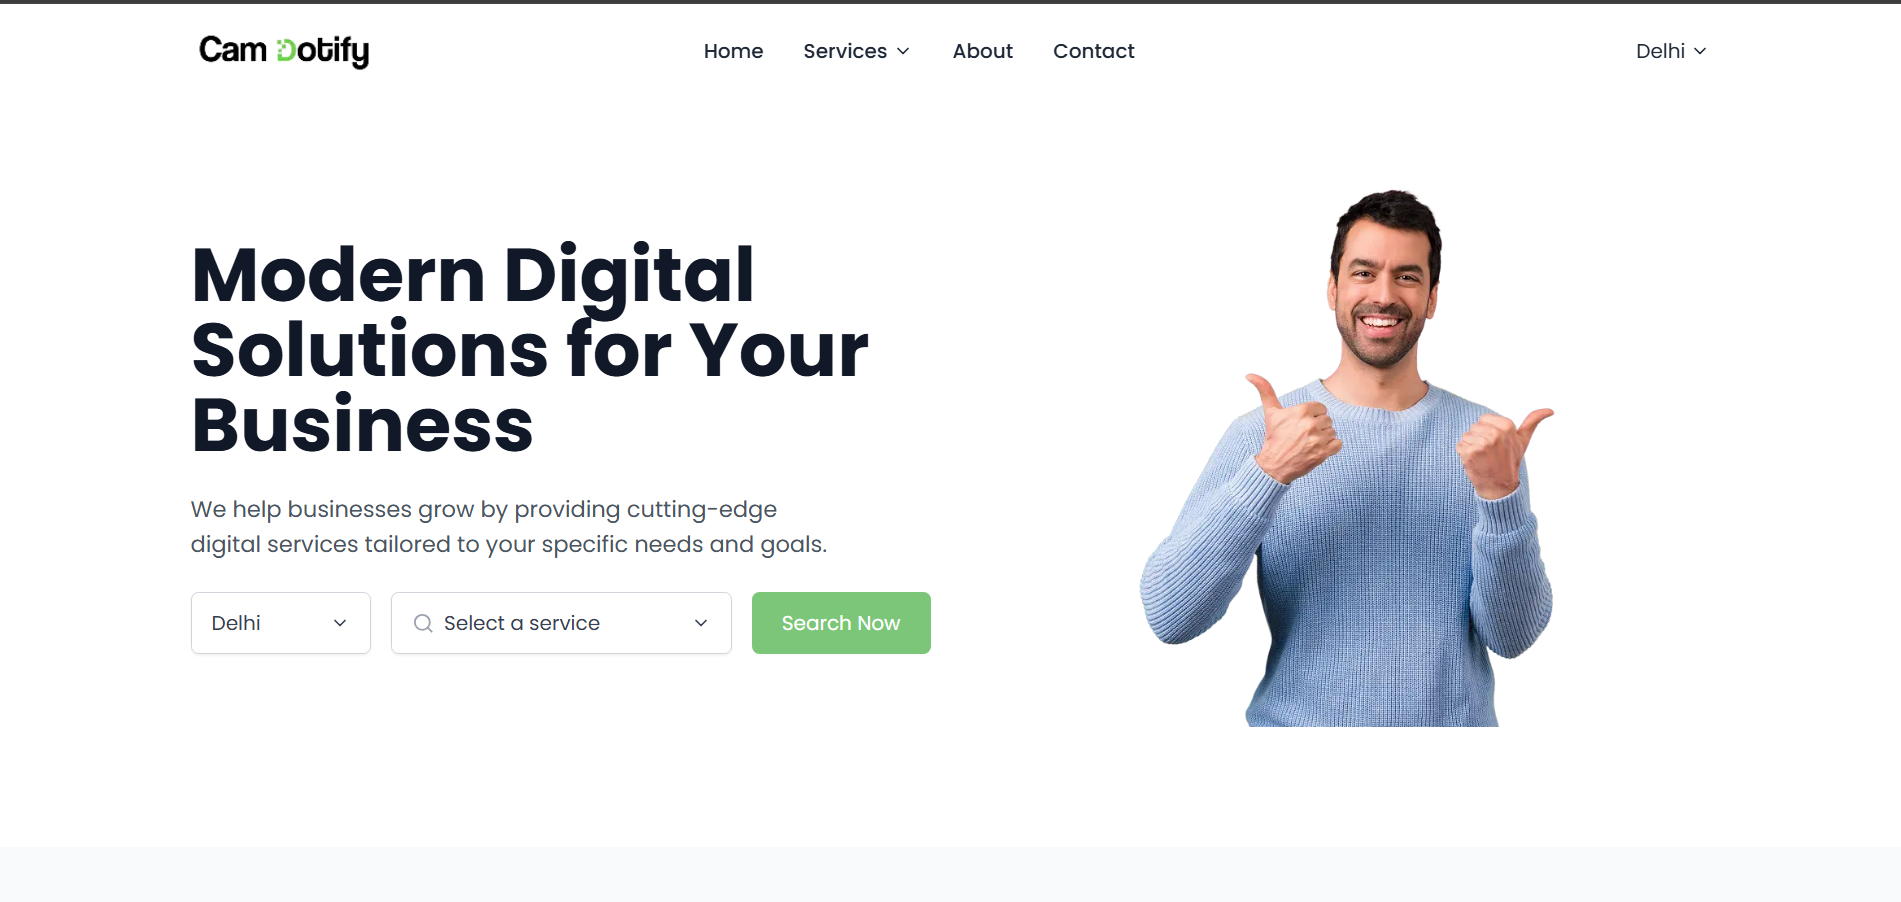 Cam Dotify
Home
Services
About
Contact
Delhi
Modern Digital
Solutions for Your
Business
We help businesses grow by providing cutting-edge
digital services tailored to your specific needs and goals.
Delhi
Select a service
Search Now